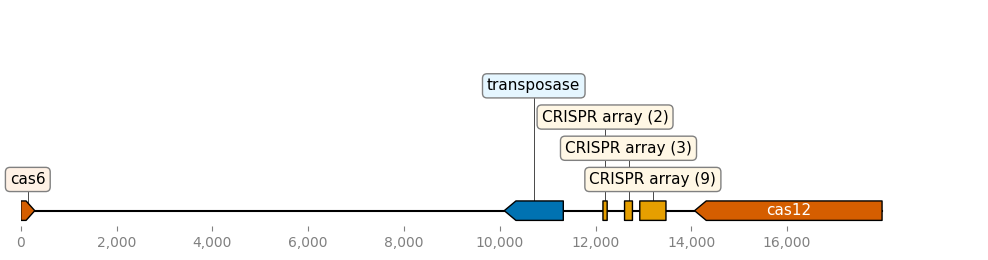 transposase
CRISPR array (2)
CRISPR array (3)
cas6
CRISPR array (9)
cas12
0
2,000
4,000
6,000
8,000
10,000
12,000
14,000
16,000